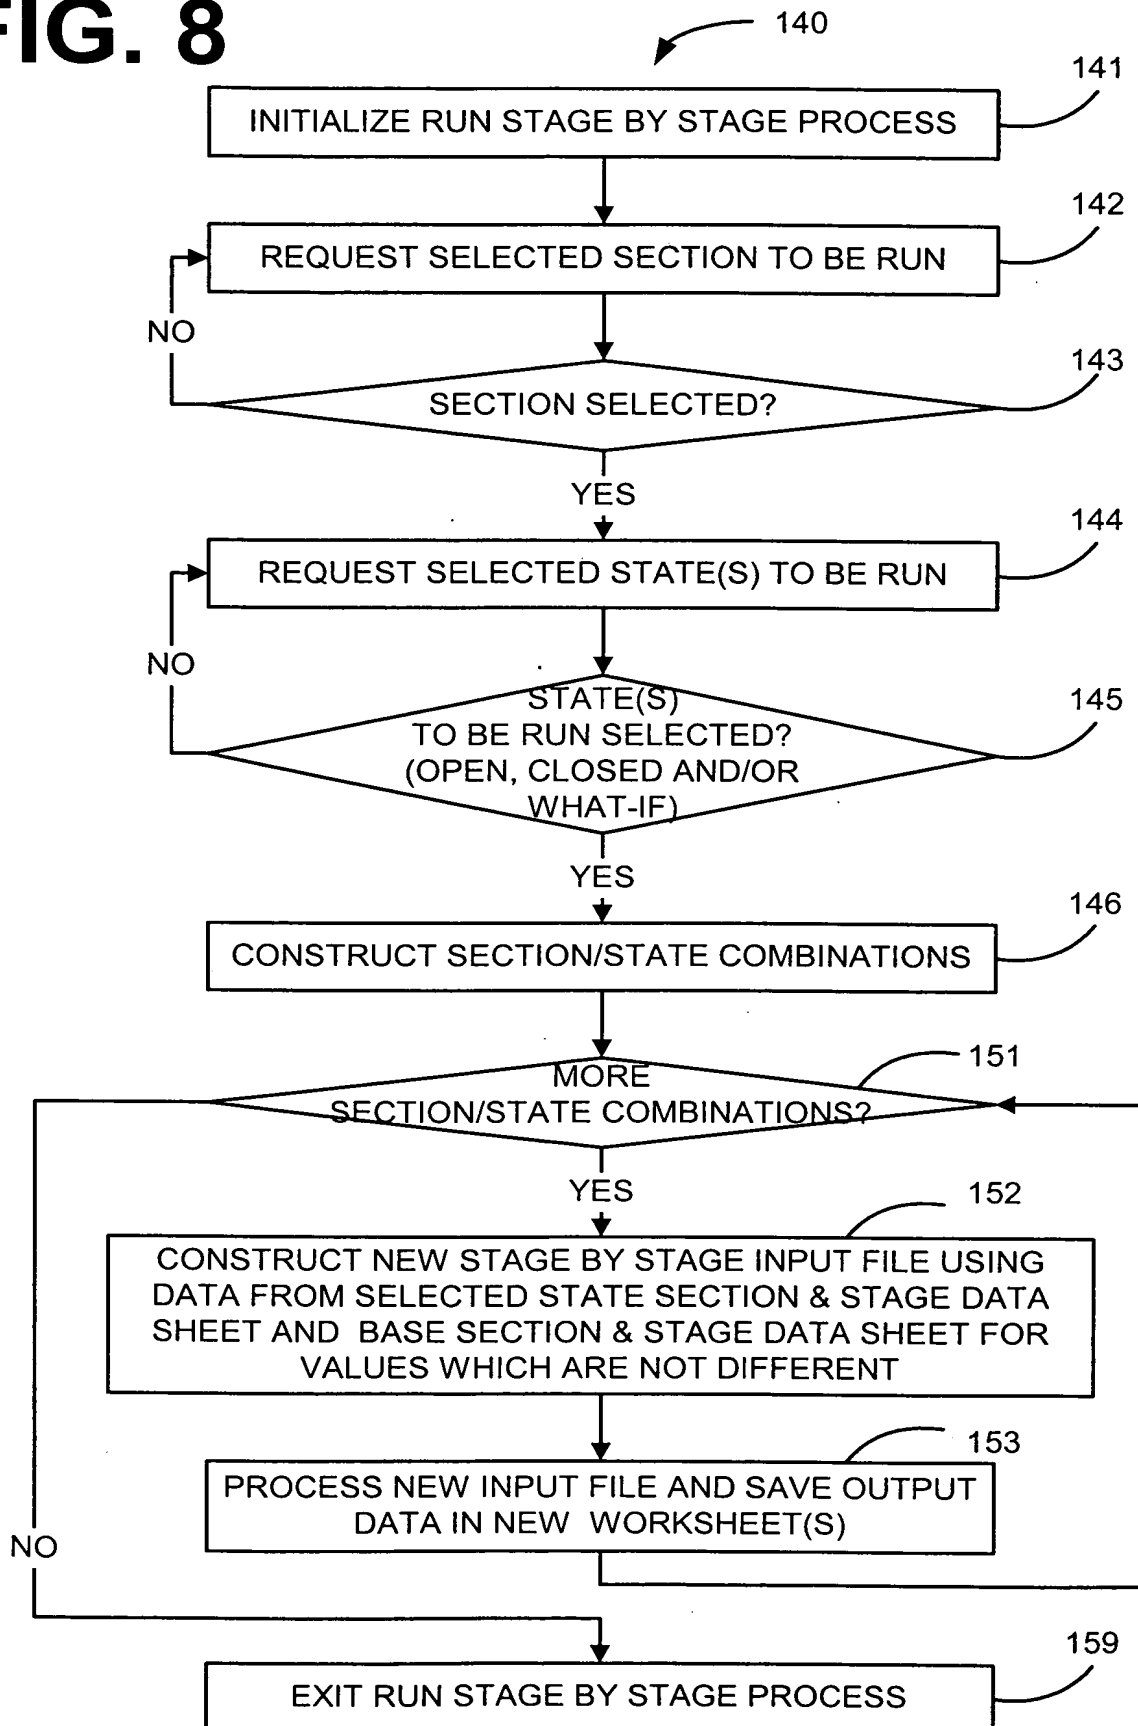 FIG. 8
140
141
INITIALIZE RUN STAGE BY STAGE PROCESS
142
REQUEST SELECTED SECTION TO BE RUN
NO
143
SECTION SELECTED?
YES
144
REQUEST SELECTED STATE(S) TO BE RUN
NO
145
STATE(S)
TO BE RUN SELECTED?
(OPEN, CLOSED AND/OR
WHAT-IF)
YES
146
CONSTRUCT SECTION/STATE COMBINATIONS
151
MORE
SECTION/STATE COMBINATIONS?
YES
152
CONSTRUCT NEW STAGE BY STAGE INPUT FILE USING
DATA FROM SELECTED STATE SECTION & STAGE DATA
SHEET AND BASE SECTION & STAGE DATA SHEET FOR
VALUES WHICH ARE NOT DIFFERENT
153
PROCESS NEW INPUT FILE AND SAVE OUTPUT
DATA IN NEW WORKSHEET(S)
NO
159
EXIT RUN STAGE BY STAGE PROCESS